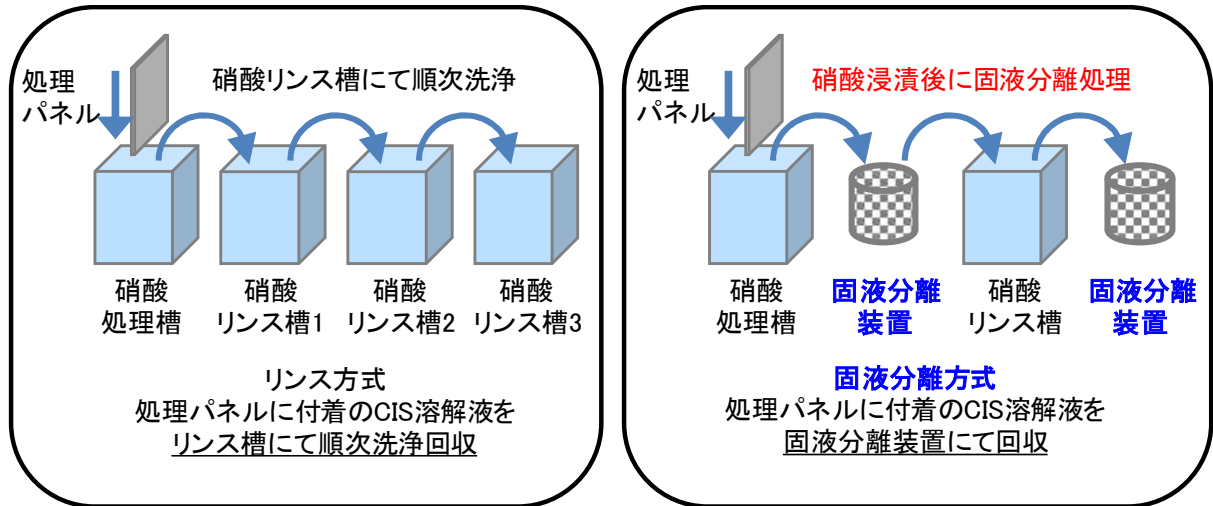 処理
パネル
硝酸リンス槽にて順次洗浄
硝酸
処理槽
硝酸
リンス槽1
硝酸
リンス槽2
硝酸
リンス槽3
リンス方式
処理パネルに付着のCIS溶解液を
リンス槽にて順次洗浄回収
処理
パネル
硝酸浸漬後に固液分離処理
硝酸
処理槽
固液分離
装置
硝酸
リンス槽
固液分離
装置
固液分離方式
処理パネルに付着のCIS溶解液を
固液分離装置にて回収